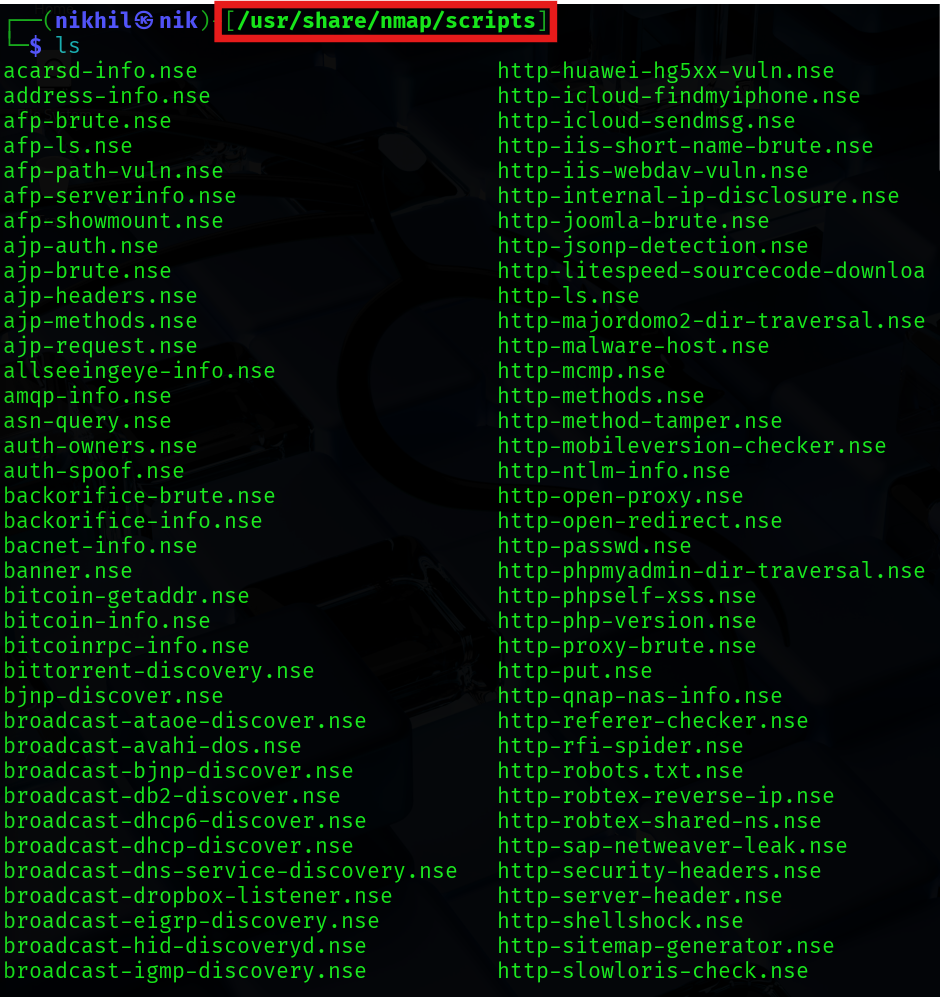 ┌──(nikhil㉿nik)-[/usr/share/nmap/scripts]
└─$ ls
acarsd-info.nse http-huawei-hg5xx-vuln.nse
address-info.nse http-icloud-findmyiphone.nse
afp-brute.nse http-icloud-sendmsg.nse
afp-ls.nse http-iis-short-name-brute.nse
afp-path-vuln.nse http-iis-webdav-vuln.nse
afp-serverinfo.nse http-internal-ip-disclosure.nse
afp-showmount.nse http-joomla-brute.nse
ajp-auth.nse http-jsonp-detection.nse
ajp-brute.nse http-litespeed-sourcecode-downloa
ajp-headers.nse http-ls.nse
ajp-methods.nse http-majordomo2-dir-traversal.nse
ajp-request.nse http-malware-host.nse
allseeingeye-info.nse http-mcmp.nse
amqp-info.nse http-methods.nse
asn-query.nse http-method-tamper.nse
auth-owners.nse http-mobileversion-checker.nse
auth-spoof.nse http-ntlm-info.nse
backorifice-brute.nse http-open-proxy.nse
backorifice-info.nse http-open-redirect.nse
bacnet-info.nse http-passwd.nse
banner.nse http-phpmyadmin-dir-traversal.nse
bitcoin-getaddr.nse http-phpself-xss.nse
bitcoin-info.nse http-php-version.nse
bitcoinrpc-info.nse http-proxy-brute.nse
bittorrent-discovery.nse http-put.nse
bjnp-discover.nse http-qnap-nas-info.nse
broadcast-ataoe-discover.nse http-referer-checker.nse
broadcast-avahi-dos.nse http-rfi-spider.nse
broadcast-bjnp-discover.nse http-robots.txt.nse
broadcast-db2-discover.nse http-robtex-reverse-ip.nse
broadcast-dhcp6-discover.nse http-robtex-shared-ns.nse
broadcast-dhcp-discover.nse http-sap-netweaver-leak.nse
broadcast-dns-service-discovery.nse http-security-headers.nse
broadcast-dropbox-listener.nse http-server-header.nse
broadcast-eigrp-discovery.nse http-shellshock.nse
broadcast-hid-discoveryd.nse http-sitemap-generator.nse
broadcast-igmp-discovery.nse http-slowloris-check.nse